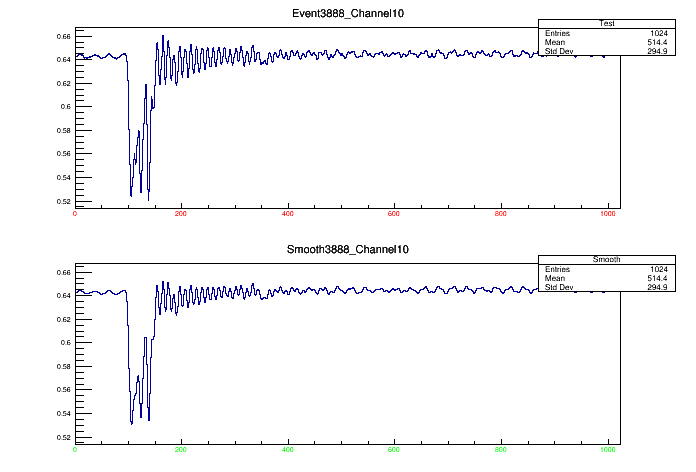 Event3888_Channel10
Test
Entries 1024
Mean 514.4
Std Dev 294.9
0.66
0.64
0.62
0.6
0.58
0.56
0.54
0.52
0 200 400 600 800 1000
Smooth3888_Channel10
Smooth
Entries 1024
Mean 514.4
Std Dev 294.9
0.66
0.64
0.62
0.6
0.58
0.56
0.54
0.52
0 200 400 600 800 1000